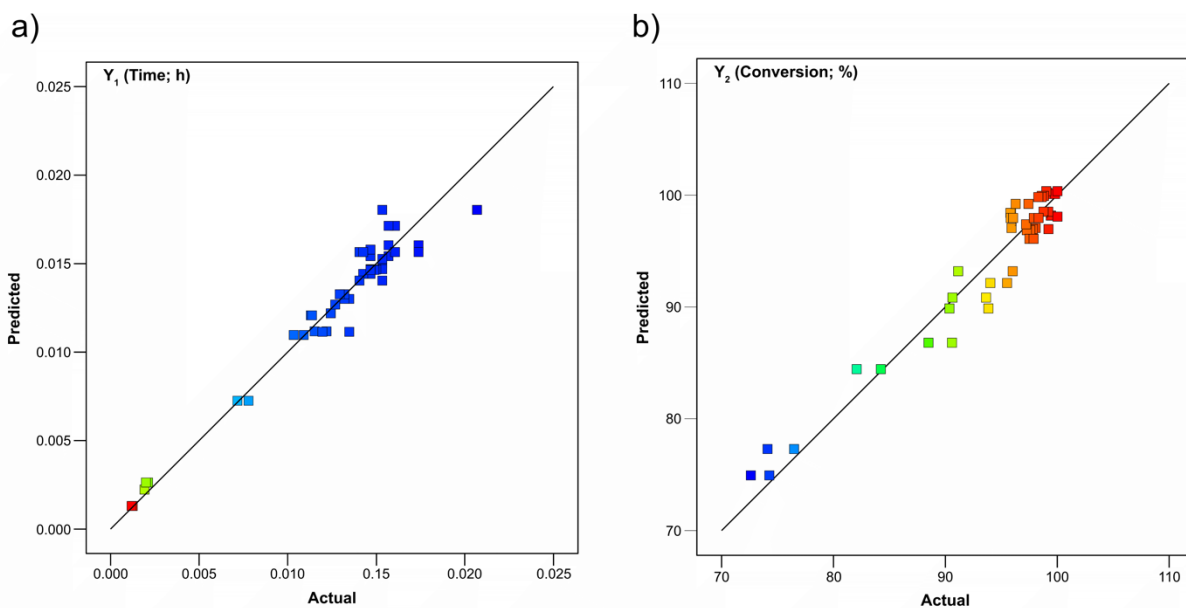 a)
Y₁ (Time; h)
0.025
0.020
0.015
0.010
0.005
0.000
Predicted
0.000 0.005 0.010 0.15 0.020 0.025
Actual
b)
Y₂ (Conversion; %)
110
100
90
80
70
Predicted
70 80 90 100 110
Actual